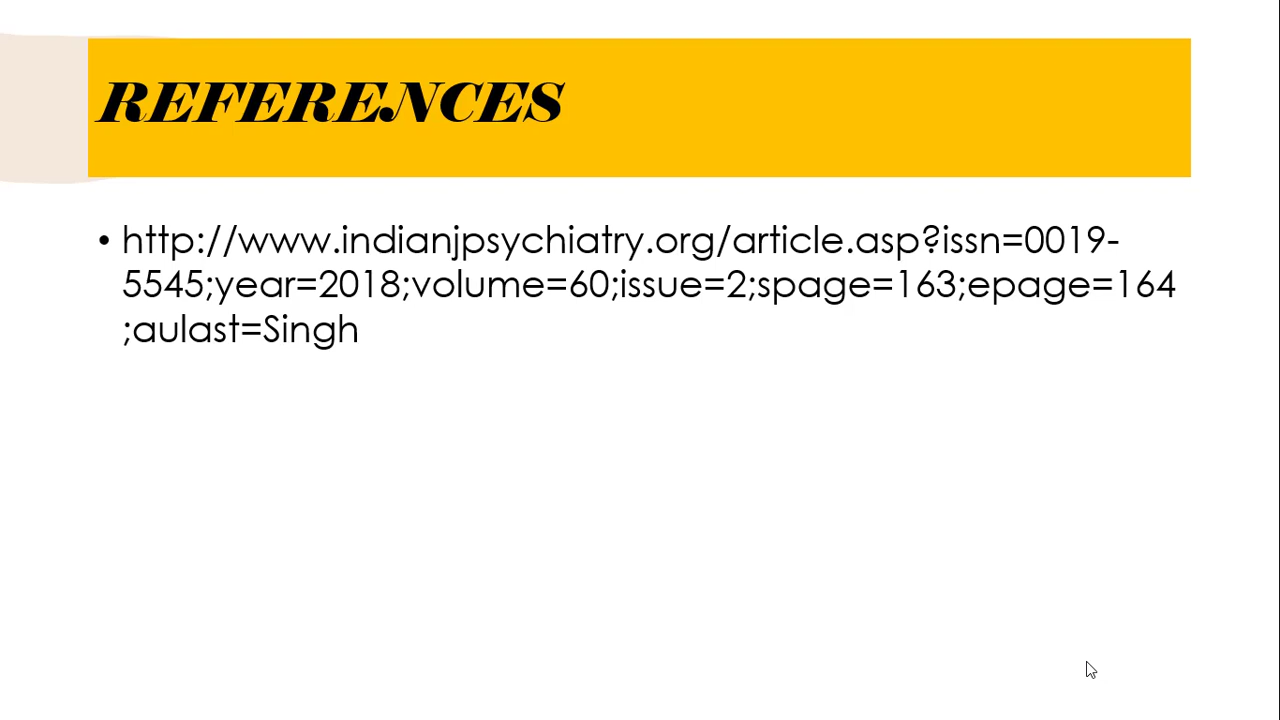 REFERENCES
• http://www.indianjpsychiatry.org/article.asp?issn=0019-
5545;year=2018;volume=60;issue=2;spage=163;epage=164
;aulast=Singh